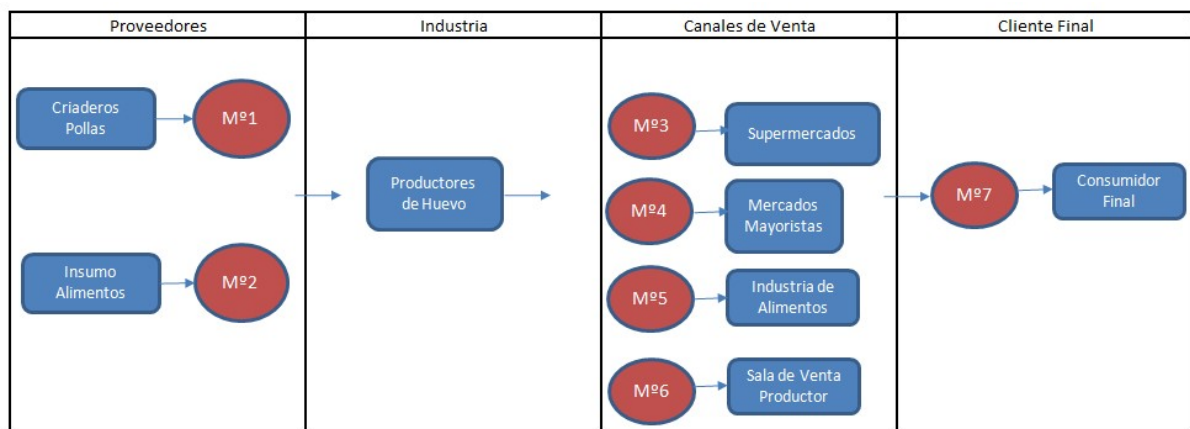 Proveedores
Industria
Canales de Venta
Cliente Final
Criaderos
Pollas
Mº1
Insumo
Alimentos
Mº2
Productores
de Huevo
Mº3
Supermercados
Mº4
Mercados
Mayoristas
Mº5
Industria de
Alimentos
Mº6
Sala de Venta
Productor
Mº7
Consumidor
Final